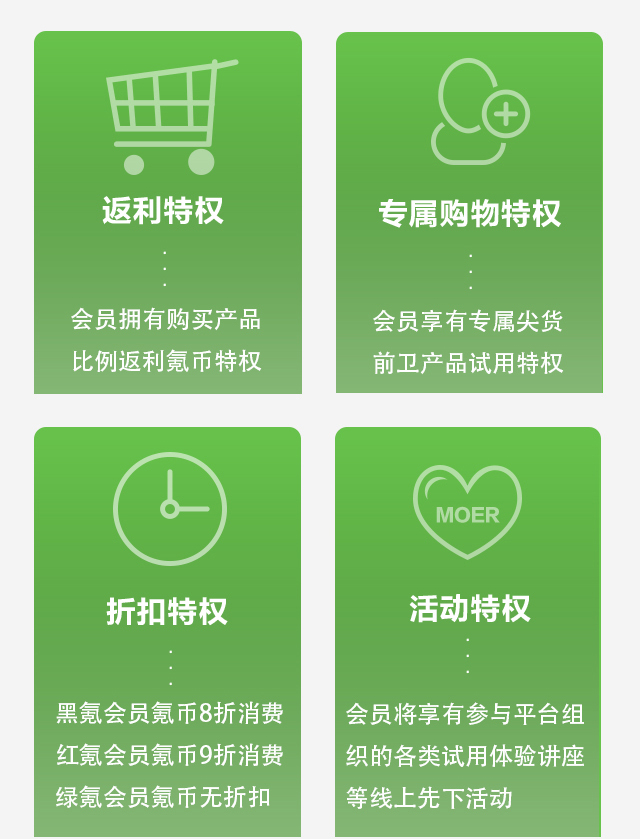 返利特权
会员拥有购买产品
比例返利氪币特权
专属购物特权
会员享有专属尖货
前卫产品试用特权
折扣特权
黑氪会员氪币8折消费
红氪会员氪币9折消费
绿氪会员氪币无折扣
MOER
活动特权
会员将享有参与平台组
织的各类试用体验讲座
等线上先下活动